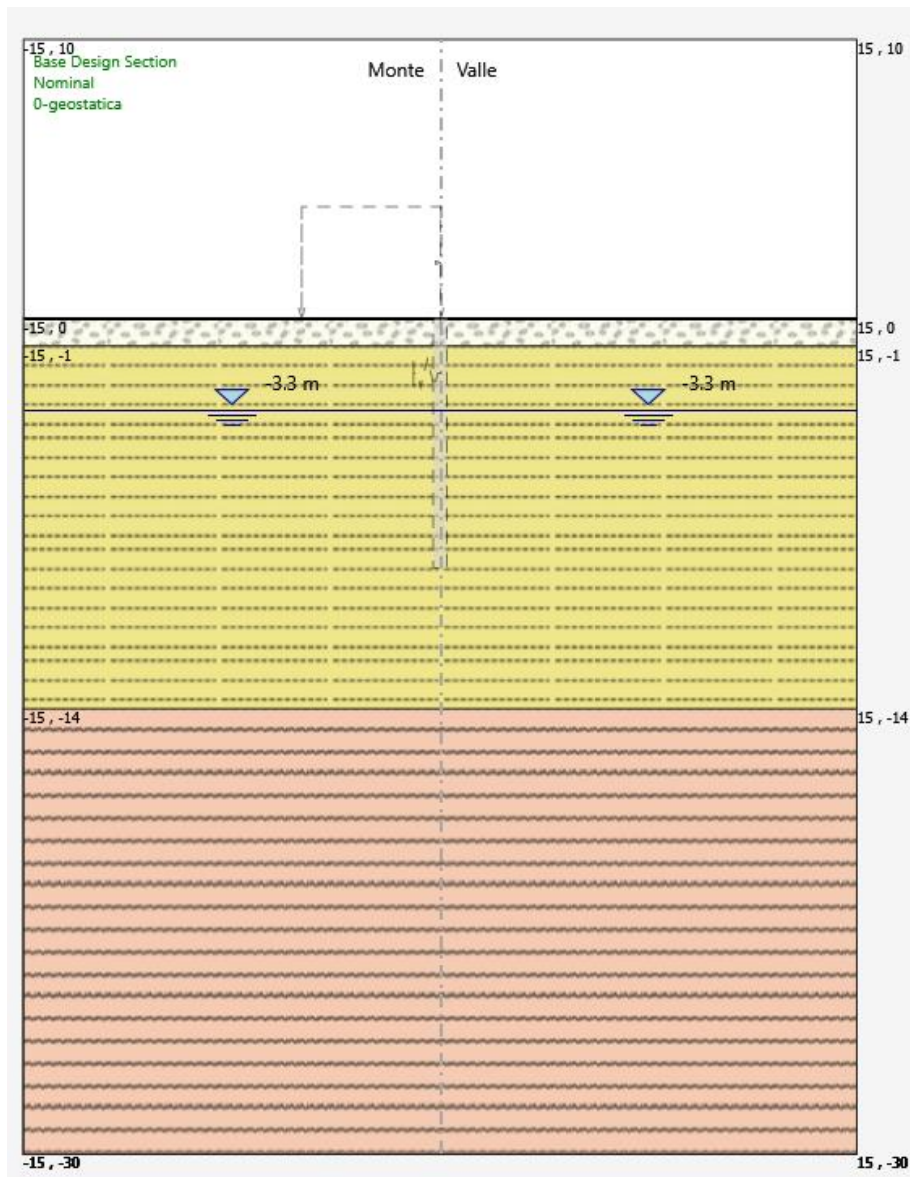 -15 , 10
15 , 10
Base Design Section
Nominal
0-geostatica
Monte
Valle
-15 , 0
15 , 0
-15 , -1
15 , -1
-3.3 m
-3.3 m
-15 , -14
15 , -14
-15 , -30
15 , -30